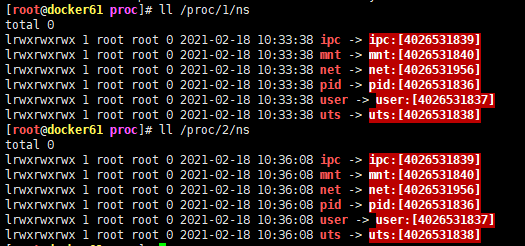 [root@docker61 proc]# ll /proc/1/ns
total 0
lrwxrwxrwx 1 root root 0 2021-02-18 10:33:38 ipc -> ipc:[4026531839]
lrwxrwxrwx 1 root root 0 2021-02-18 10:33:38 mnt -> mnt:[4026531840]
lrwxrwxrwx 1 root root 0 2021-02-18 10:33:38 net -> net:[4026531956]
lrwxrwxrwx 1 root root 0 2021-02-18 10:33:38 pid -> pid:[4026531836]
lrwxrwxrwx 1 root root 0 2021-02-18 10:33:38 user -> user:[4026531837]
lrwxrwxrwx 1 root root 0 2021-02-18 10:33:38 uts -> uts:[4026531838]
[root@docker61 proc]# ll /proc/2/ns
total 0
lrwxrwxrwx 1 root root 0 2021-02-18 10:36:08 ipc -> ipc:[4026531839]
lrwxrwxrwx 1 root root 0 2021-02-18 10:36:08 mnt -> mnt:[4026531840]
lrwxrwxrwx 1 root root 0 2021-02-18 10:36:08 net -> net:[4026531956]
lrwxrwxrwx 1 root root 0 2021-02-18 10:36:08 pid -> pid:[4026531836]
lrwxrwxrwx 1 root root 0 2021-02-18 10:36:08 user -> user:[4026531837]
lrwxrwxrwx 1 root root 0 2021-02-18 10:36:08 uts -> uts:[4026531838]